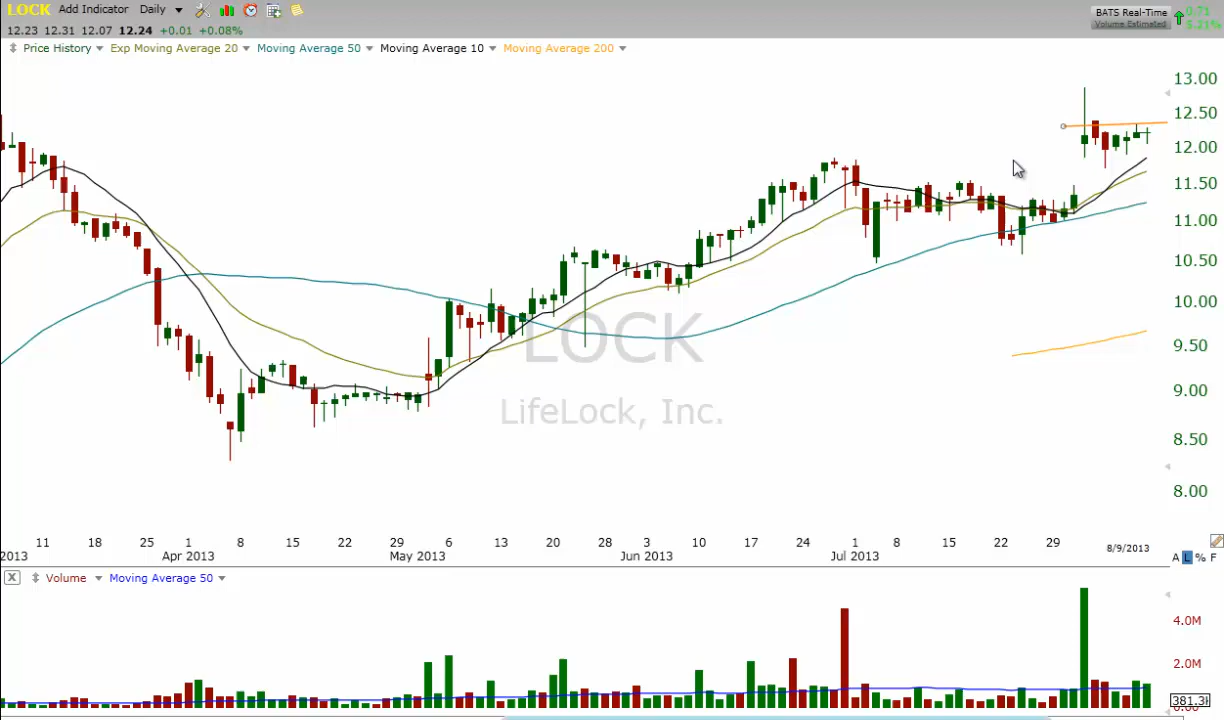 LOCK Add Indicator Daily BATS Real-Time 0.71
12.23 12.31 12.07 12.24 +0.01 +0.08% Volume Estimated 5.21%
Price History Exp Moving Average 20 Moving Average 50 Moving Average 10 Moving Average 200
13.00
12.50
12.00
11.50
11.00
10.50
10.00
9.50
9.00
8.50
8.00
LOCK
LifeLock, Inc.
11 18 25 1 8 15 22 29 6 13 20 28 3 10 17 24 1 8 15 22 29
2013 Apr 2013 May 2013 Jun 2013 Jul 2013 8/9/2013 A L % F
X Volume Moving Average 50
4.0M
2.0M
381.3